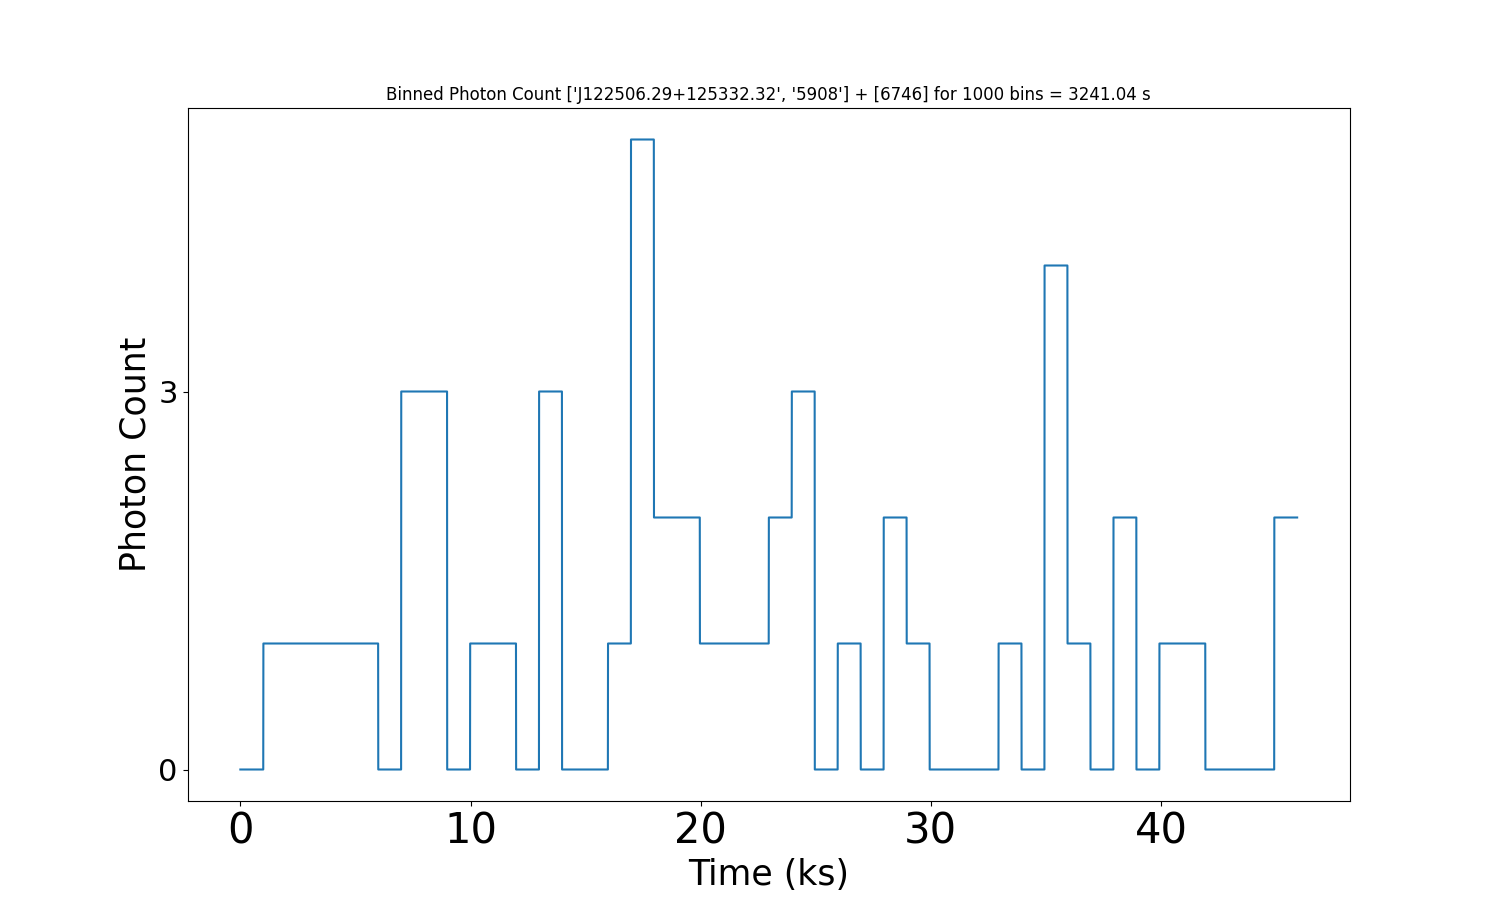 Binned Photon Count ['J122506.29+125332.32', '5908'] + [6746] for 1000 bins = 3241.04 s
Photon Count
3
0
0 10 20 30 40
Time (ks)